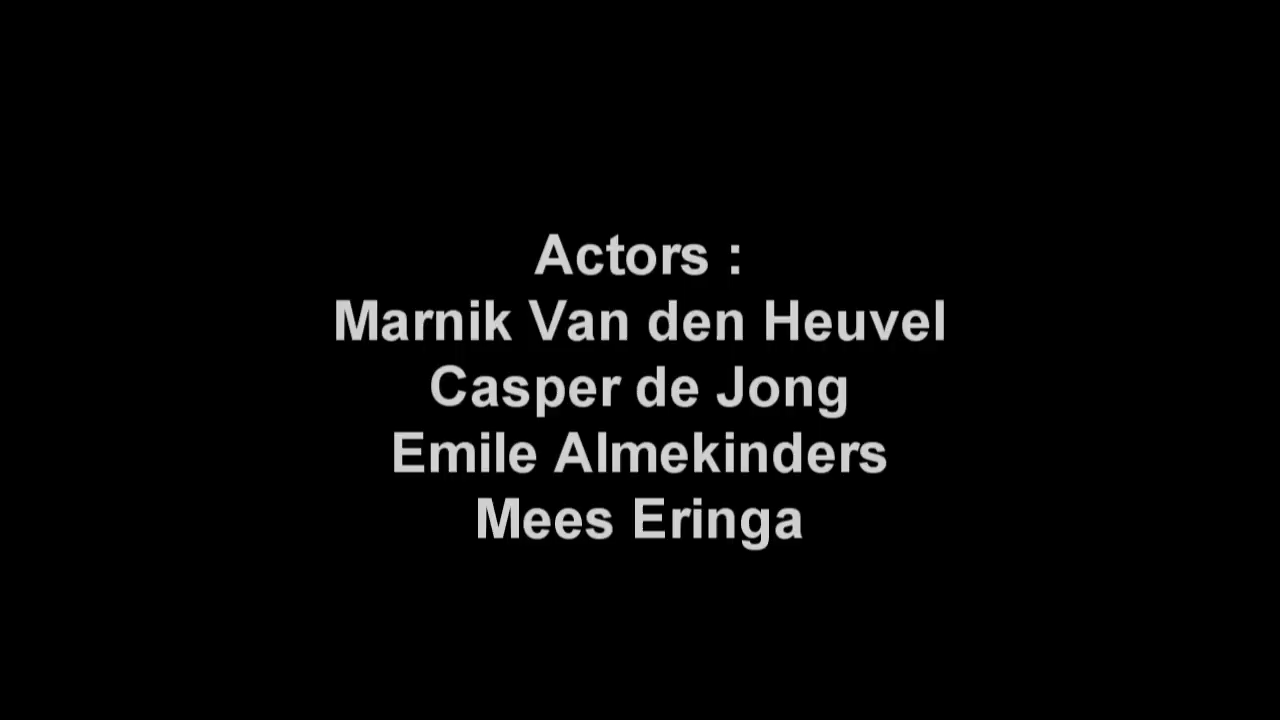 Actors :
Marnik Van den Heuvel
Casper de Jong
Emile Almekinders
Mees Eringa